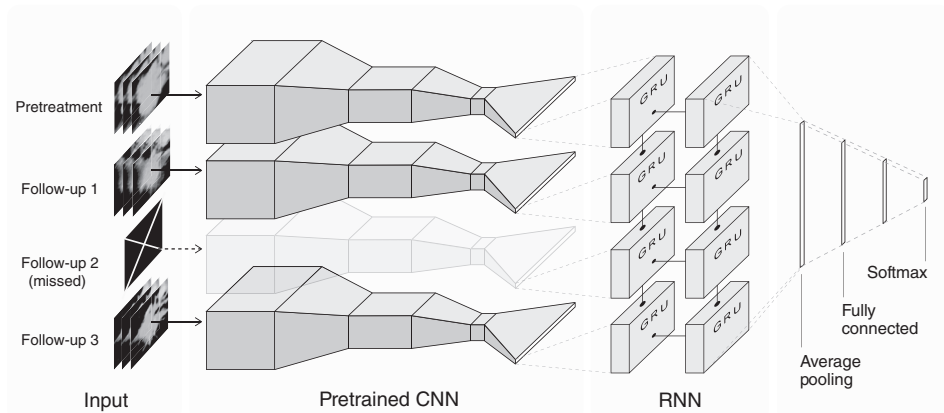 Pretreatment
Follow-up 1
Follow-up 2
(missed)
Follow-up 3
Input
Pretrained CNN
GRU GRU
GRU GRU
GRU GRU
GRU GRU
RNN
Softmax
Fully
connected
Average
pooling